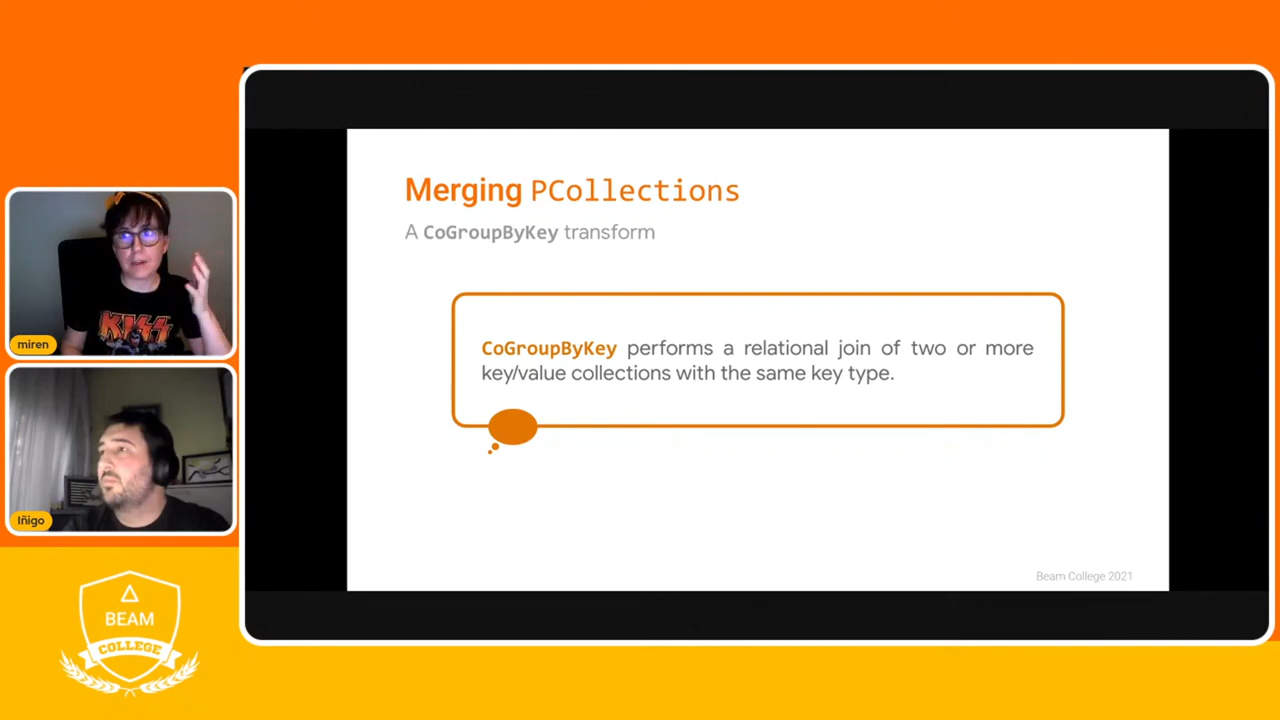 Merging PCollections
A CoGroupByKey transform
CoGroupByKey performs a relational join of two or more
key/value collections with the same key type.
Beam College 2021
KISS
miren
Iñigo
BEAM
COLLEGE